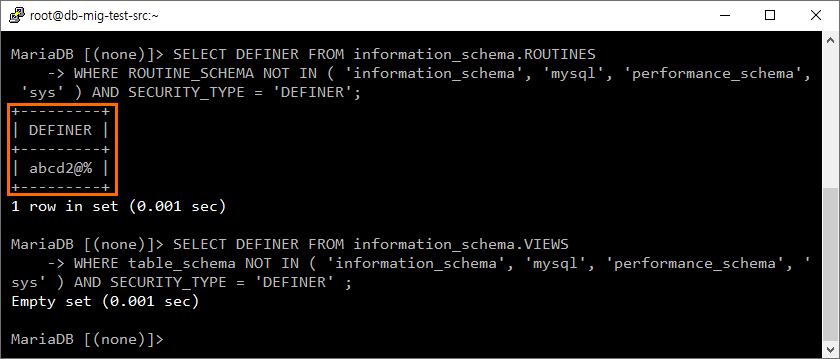 root@db-mig-test-src:~
MariaDB [(none)]> SELECT DEFINER FROM information_schema.ROUTINES
    -> WHERE ROUTINE_SCHEMA NOT IN ( 'information_schema', 'mysql', 'performance_schema',
 'sys' ) AND SECURITY_TYPE = 'DEFINER';
+---------+
| DEFINER |
+---------+
| abcd2@% |
+---------+
1 row in set (0.001 sec)
MariaDB [(none)]> SELECT DEFINER FROM information_schema.VIEWS
    -> WHERE table_schema NOT IN ( 'information_schema', 'mysql', 'performance_schema', '
sys' ) AND SECURITY_TYPE = 'DEFINER' ;
Empty set (0.001 sec)
MariaDB [(none)]>